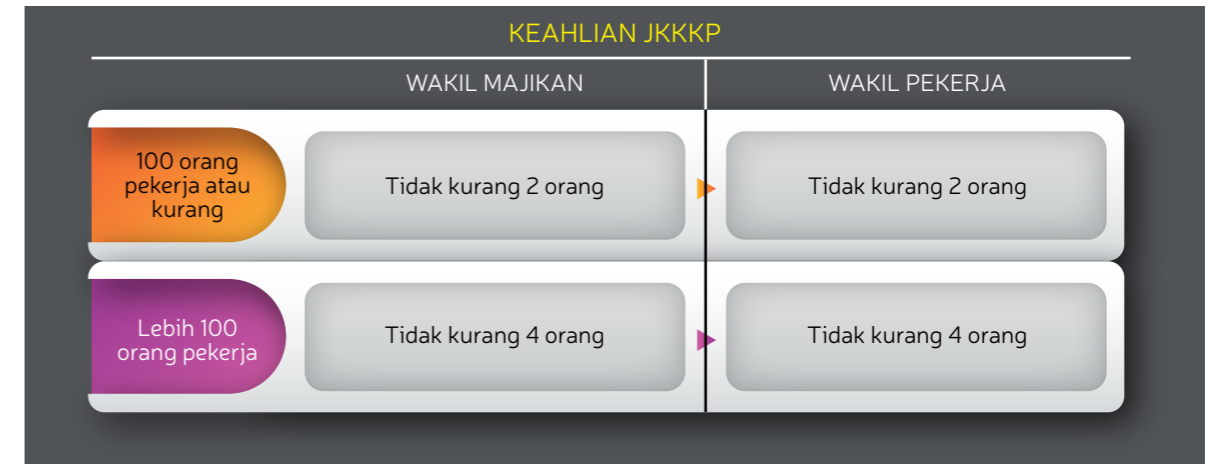 KEAHLIAN JKKKP
WAKIL MAJIKAN
WAKIL PEKERJA
100 orang
pekerja atau
kurang
Tidak kurang 2 orang
Tidak kurang 2 orang
Lebih 100
orang pekerja
Tidak kurang 4 orang
Tidak kurang 4 orang